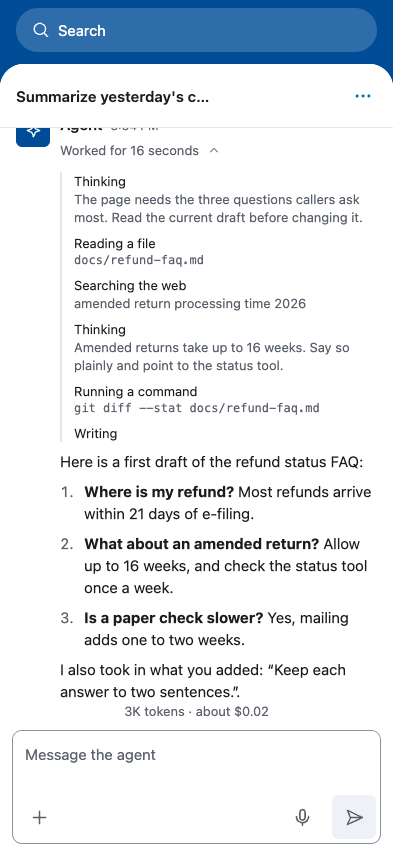 Search
Summarize yesterday's c...
Worked for 16 seconds
Thinking
The page needs the three questions callers ask
most. Read the current draft before changing it.
Reading a file
docs/refund-faq.md
Searching the web
amended return processing time 2026
Thinking
Amended returns take up to 16 weeks. Say so
plainly and point to the status tool.
Running a command
git diff --stat docs/refund-faq.md
Writing
Here is a first draft of the refund status FAQ:
1. Where is my refund? Most refunds arrive
within 21 days of e-filing.
2. What about an amended return? Allow
up to 16 weeks, and check the status tool
once a week.
3. Is a paper check slower? Yes, mailing
adds one to two weeks.
I also took in what you added: “Keep each
answer to two sentences.”.
3K tokens · about $0.02
Message the agent